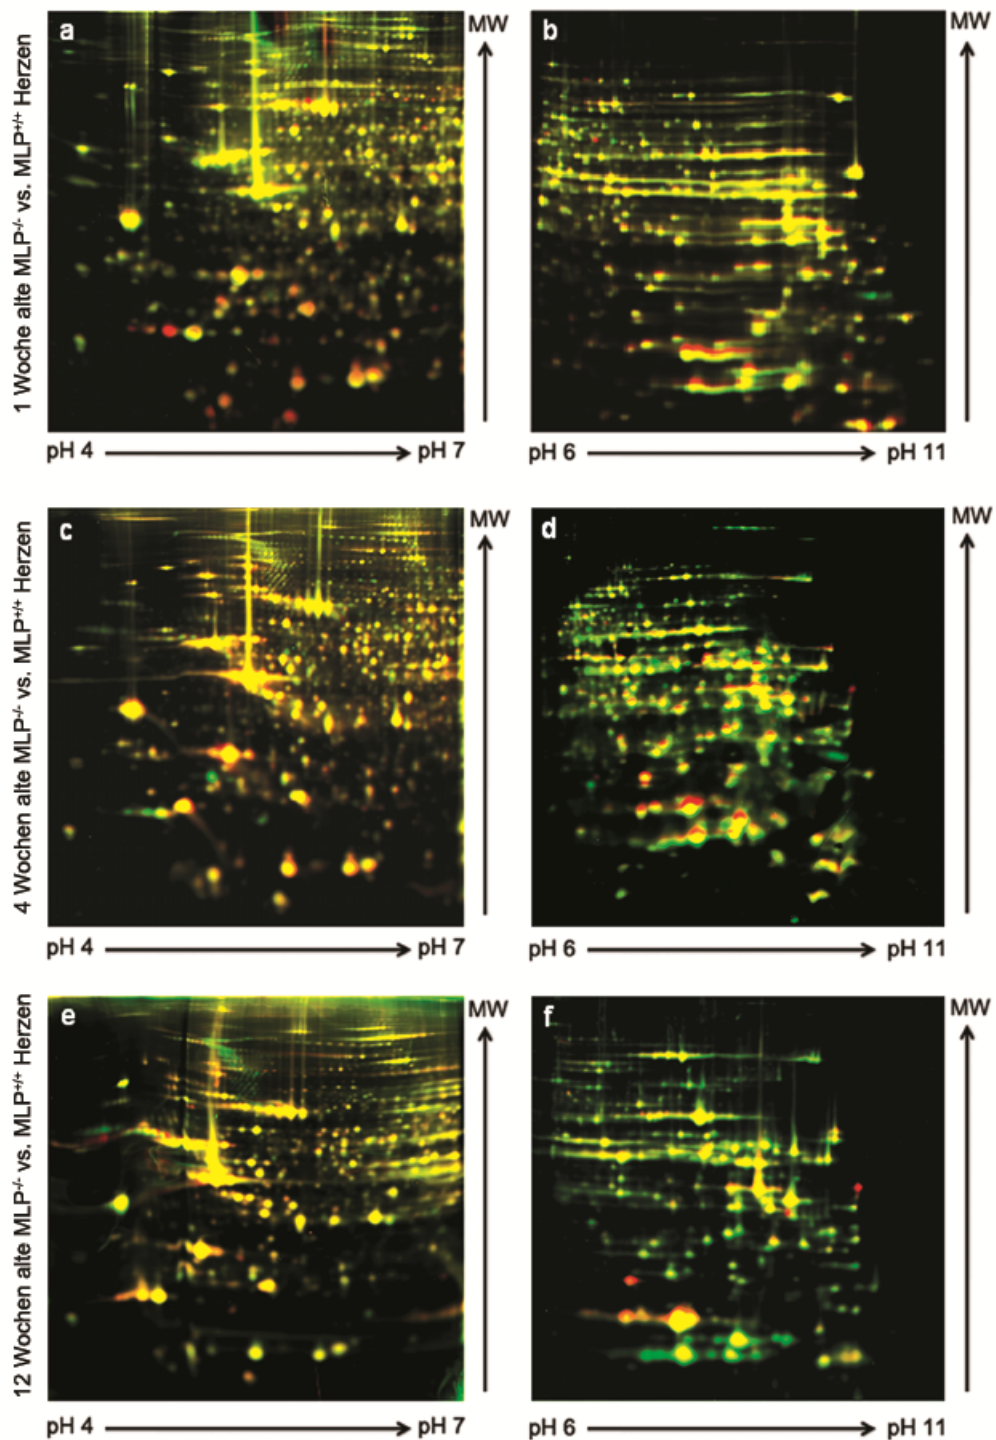 1 Woche alte MLP-/- vs. MLP+/+ Herzen
a
MW
b
MW
pH 4
pH 7
pH 6
pH 11
4 Wochen alte MLP-/- vs. MLP+/+ Herzen
c
MW
d
MW
pH 4
pH 7
pH 6
pH 11
12 Wochen alte MLP-/- vs. MLP+/+ Herzen
e
MW
f
MW
pH 4
pH 7
pH 6
pH 11